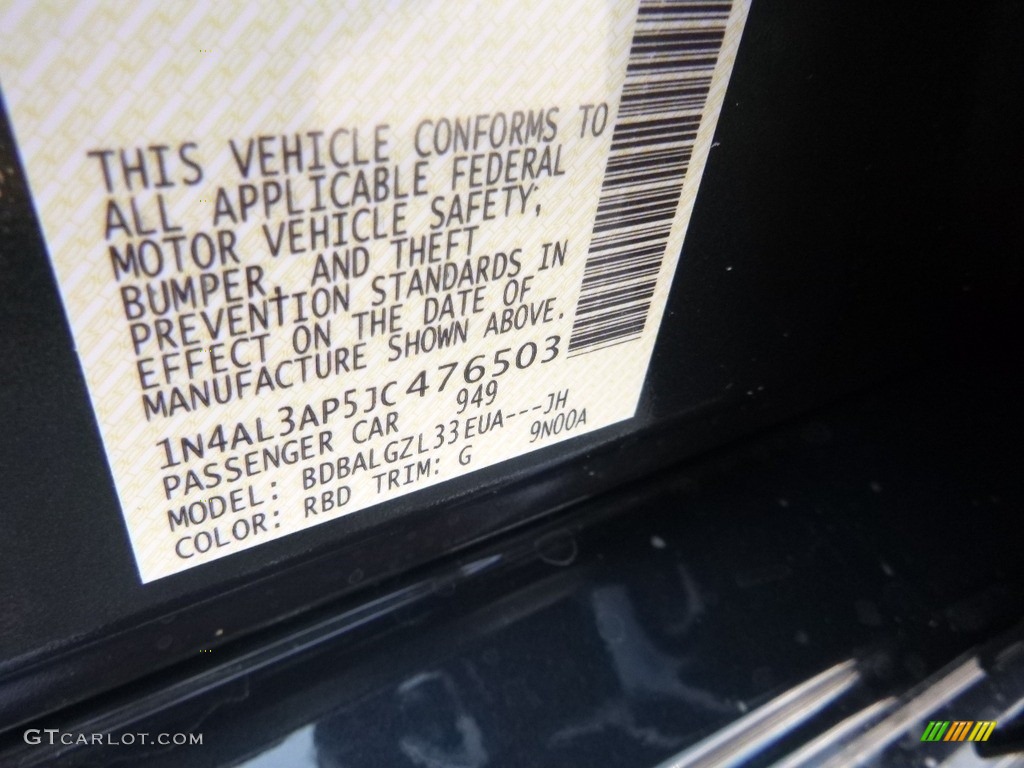 THIS VEHICLE CONFORMS TO
ALL APPLICABLE FEDERAL
MOTOR VEHICLE SAFETY,
BUMPER, AND THEFT
PREVENTION STANDARDS IN
EFFECT ON THE DATE OF
MANUFACTURE SHOWN ABOVE.
1N4AL3AP5JC476503
PASSENGER CAR 949
MODEL: BDBALGZL33EUA---JH
COLOR: RBD TRIM: G 9N00A
GTCARLOT.COM